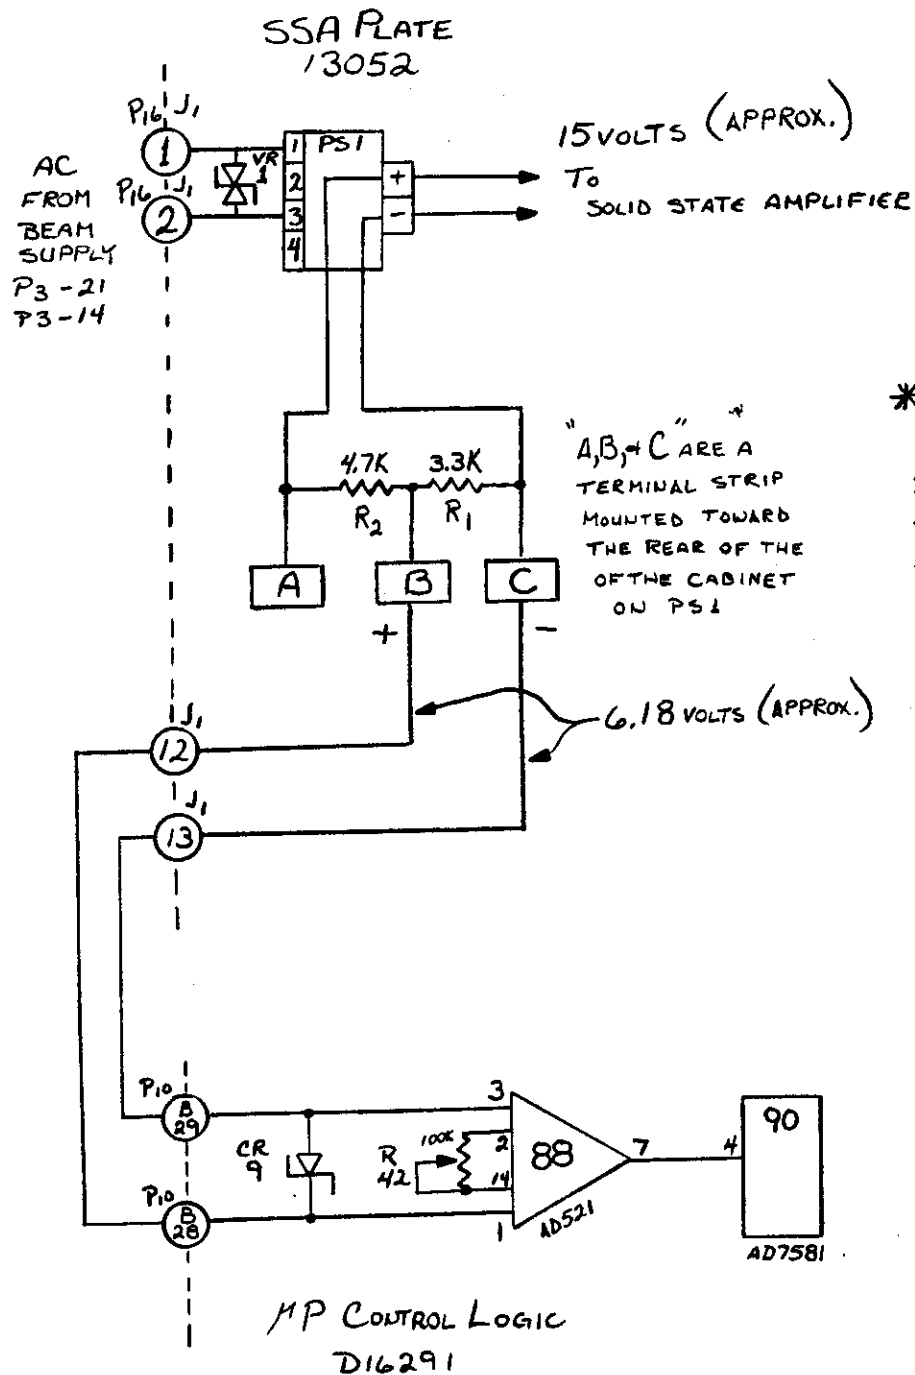 SSA PLATE
13052
P16 J1
1
AC
FROM
BEAM
SUPPLY
P3-21
P3-14
P16 J1
2
VR
1
1
2
3
4
PS1
+
-
15 VOLTS (APPROX.)
TO
SOLID STATE AMPLIFIER
*
4.7K
R2
3.3K
R1
A
B
C
+
-
"A,B,+C" ARE A
TERMINAL STRIP
MOUNTED TOWARD
THE REAR OF THE
OF THE CABINET
ON PS1
6.18 VOLTS (APPROX.)
J1
12
J1
13
P10
B
29
P10
B
28
CR
9
R
42
100K
3
2
14
1
88
AD521
7
4
90
AD7581
µP CONTROL LOGIC
D16291